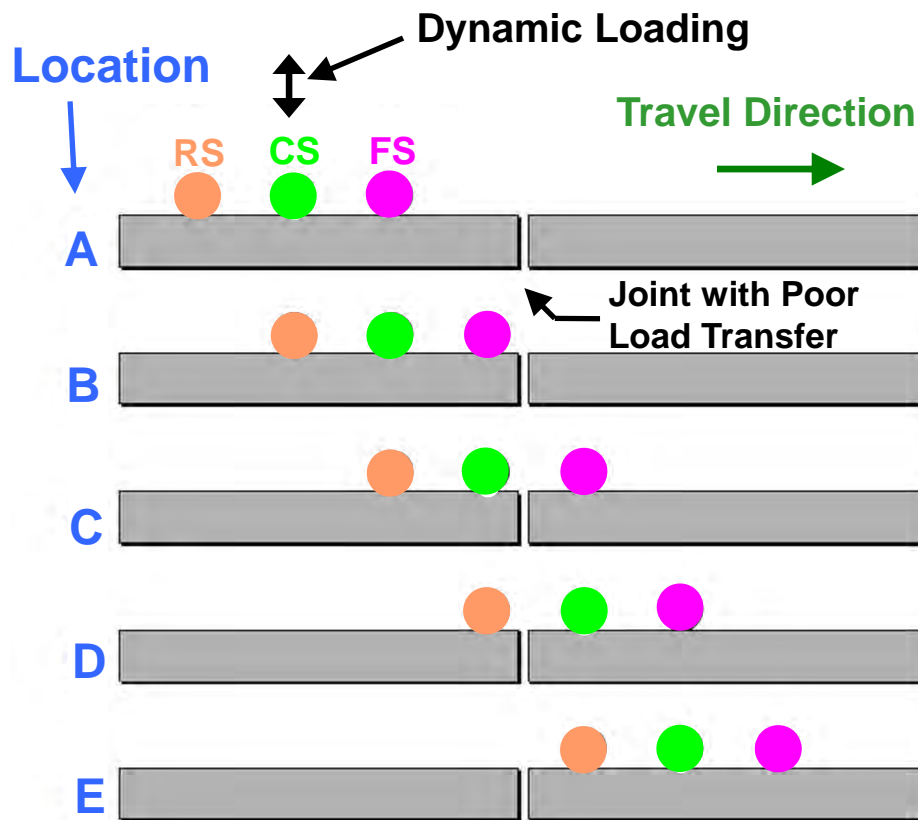 Dynamic Loading
Location
Travel Direction
RS CS FS
A
Joint with Poor
Load Transfer
B
C
D
E